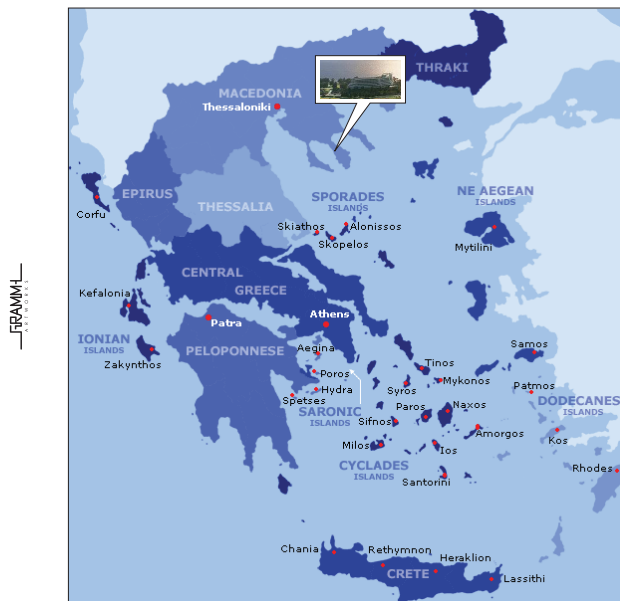 THRAKI
MACEDONIA
Thessaloniki
EPIRUS
THESSALIA
Corfu
SPORADES
ISLANDS
NE AEGEAN
ISLANDS
Skiathos
Alonissos
Skopelos
Mytilini
CENTRAL
GREECE
Kefalonia
Patra
Athens
IONIAN
ISLANDS
PELOPONNESE
Zakynthos
Aegina
Samos
Poros
Tinos
Hydra
Syros
Mykonos
Patmos
Spetses
SARONIC
ISLANDS
Paros
Naxos
DODECANES
ISLANDS
Sifnos
Amorgos
Kos
Milos
Ios
CYCLADES
ISLANDS
Rhodes
Santorini
Chania
Rethymnon
Heraklion
CRETE
Lassithi
GRAMMH
ARTWORKS